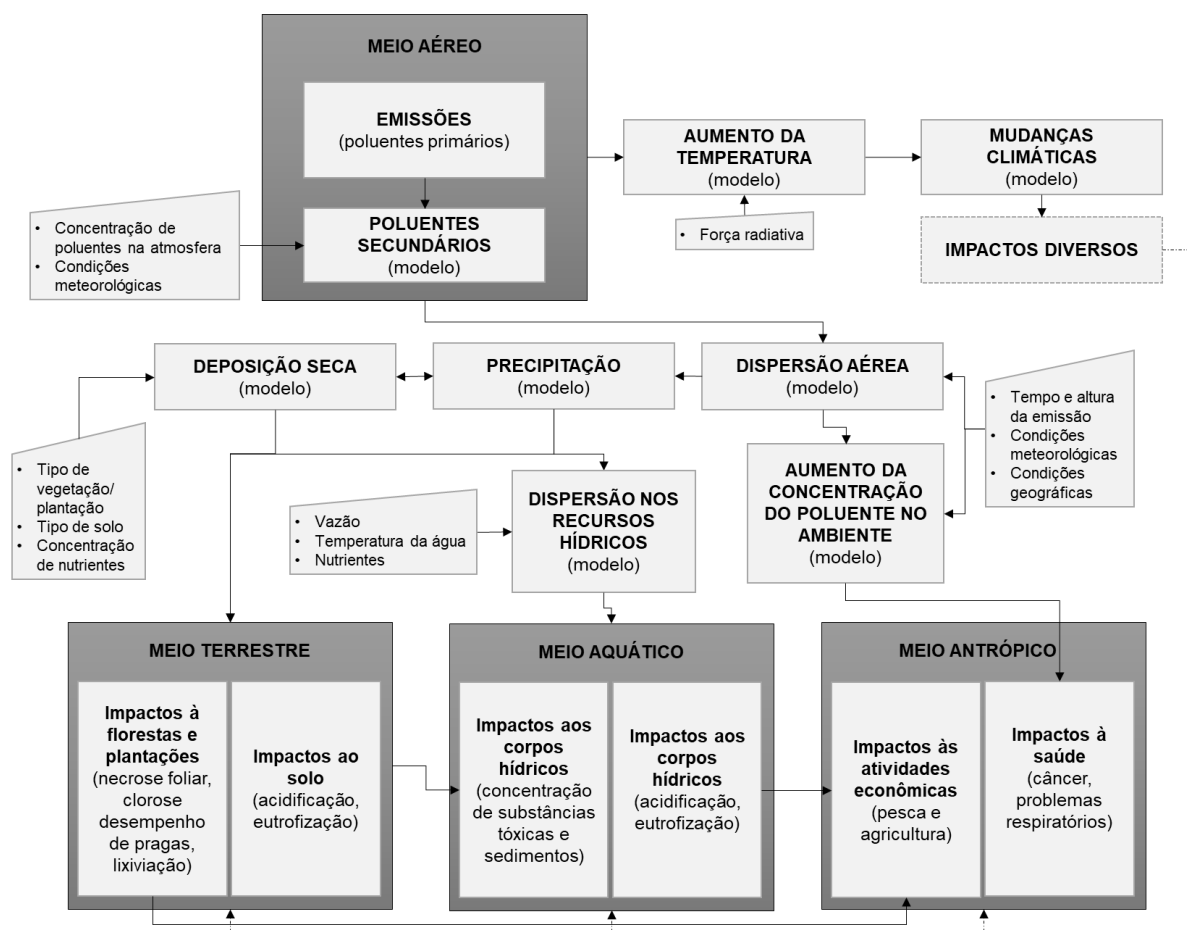 MEIO AÉREO
EMISSÕES
(poluentes primários)
AUMENTO DA
TEMPERATURA
(modelo)
MUDANÇAS
CLIMÁTICAS
(modelo)
• Concentração de
poluentes na atmosfera
• Condições
meteorológicas
POLUENTES
SECUNDÁRIOS
(modelo)
• Força radiativa
IMPACTOS DIVERSOS
DEPOSIÇÃO SECA
(modelo)
PRECIPITAÇÃO
(modelo)
DISPERSÃO AÉREA
(modelo)
• Tempo e altura
da emissão
• Condições
meteorológicas
• Condições
geográficas
• Tipo de
vegetação/
plantação
• Tipo de solo
• Concentração
de nutrientes
• Vazão
• Temperatura da água
• Nutrientes
DISPERSÃO NOS
RECURSOS
HÍDRICOS
(modelo)
AUMENTO DA
CONCENTRAÇÃO
DO POLUENTE NO
AMBIENTE
(modelo)
MEIO TERRESTRE
Impactos à
florestas e
plantações
(necrose foliar,
clorose
desempenho
de pragas,
lixiviação)
Impactos ao
solo
(acidificação,
eutrofização)
MEIO AQUÁTICO
Impactos aos
corpos
hídricos
(concentração
de substâncias
tóxicas e
sedimentos)
Impactos aos
corpos
hídricos
(acidificação,
eutrofização)
MEIO ANTRÓPICO
Impactos às
atividades
econômicas
(pesca e
agricultura)
Impactos à
saúde
(câncer,
problemas
respiratórios)